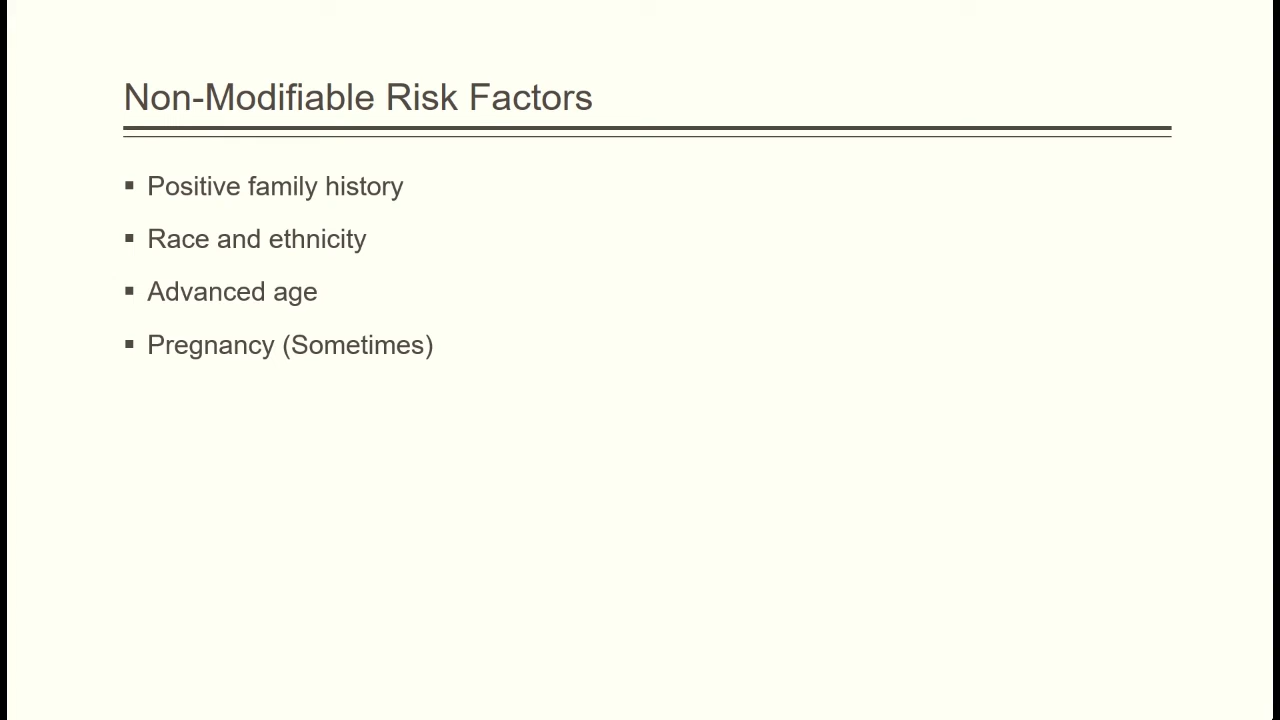 Non-Modifiable Risk Factors
▪ Positive family history
▪ Race and ethnicity
▪ Advanced age
▪ Pregnancy (Sometimes)